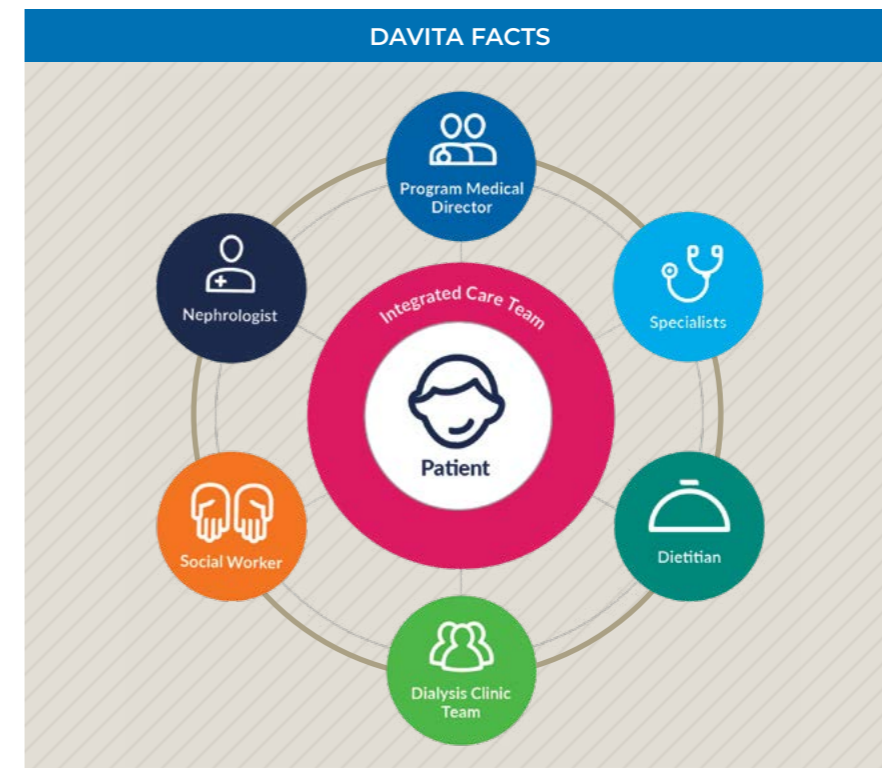 DAVITA FACTS
Program Medical
Director
Nephrologist
Specialists
Integrated Care Team
Patient
Social Worker
Dietitian
Dialysis Clinic
Team